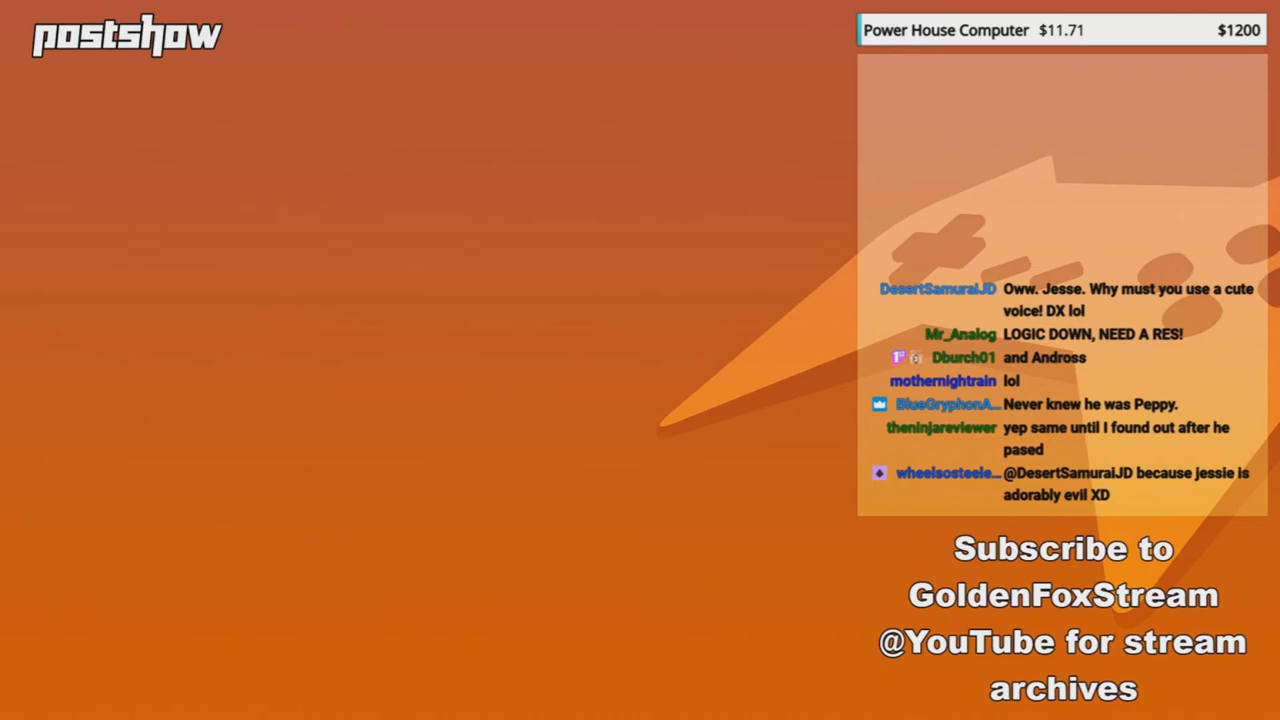 postshow
Power House Computer $11.71 $1200
DesertSamuraiJD Oww. Jesse. Why must you use a cute
voice! DX lol
Mr_Analog LOGIC DOWN, NEED A RES!
Dburch01 and Andross
mothernightrain lol
BlueGryphonA... Never knew he was Peppy.
theninjareviewer yep same until I found out after he
pased
wheelsosteele... @DesertSamuraiJD because jessie is
adorably evil XD
Subscribe to
GoldenFoxStream
@YouTube for stream
archives